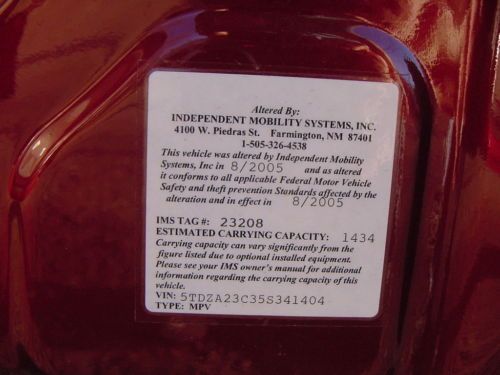 Altered By:
INDEPENDENT MOBILITY SYSTEMS, INC.
4100 W. Piedras St. Farmington, NM 87401
1-505-326-4538
This vehicle was altered by Independent Mobility
Systems, Inc in 8/2005 and as altered
it conforms to all applicable Federal Motor Vehicle
Safety and theft prevention Standards affected by the
alteration and in effect in 8/2005
IMS TAG #: 23208
ESTIMATED CARRYING CAPACITY: 1434
Carrying capacity can vary significantly from the
figure listed due to optional installed equipment.
Please see your IMS owner's manual for additional
information regarding the carrying capacity of this
vehicle.
VIN: 5TDZA23C35S341404
TYPE: MPV